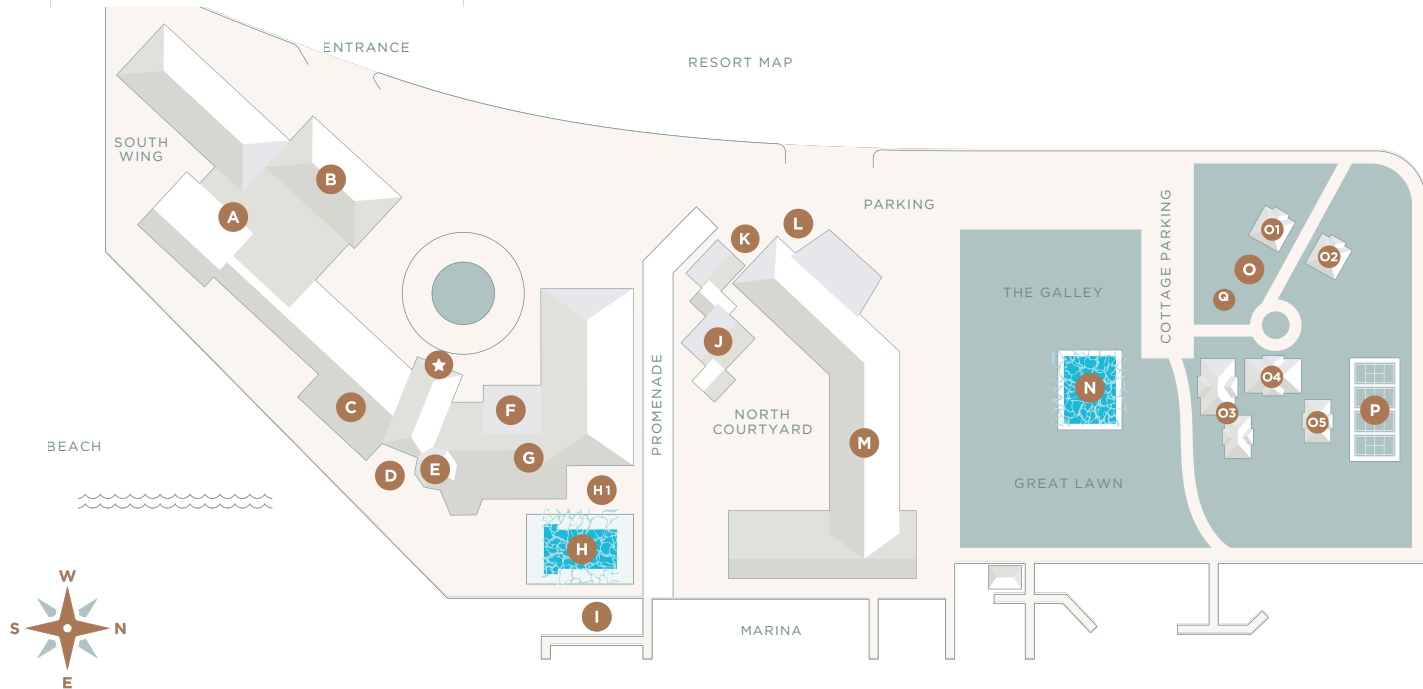 ENTRANCE
RESORT MAP
SOUTH
WING
B
A
K
L
PARKING
COTTAGE PARKING
O1
O2
O
Q
THE GALLEY
J
PROMENADE
N
O4
O3
O5
P
C
F
NORTH
COURTYARD
M
BEACH
D
E
G
H1
GREAT LAWN
H
I
MARINA
W
S
N
E